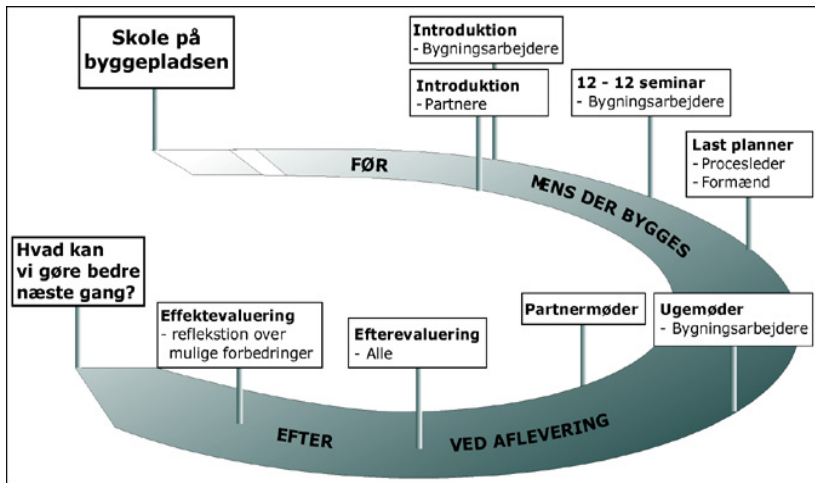 Skole på
byggepladsen
Introduktion
- Bygningsarbejdere
Introduktion
- Partnere
12 - 12 seminar
- Bygningsarbejdere
Last planner
- Procesleder
- Formænd
FØR
MENS DER BYGGES
Hvad kan
vi gøre bedre
næste gang?
Effektevaluering
- reflekstion over
mulige forbedringer
Efterevaluering
- Alle
Partnermøder
Ugemøder
- Bygningsarbejdere
EFTER
VED AFLEVERING